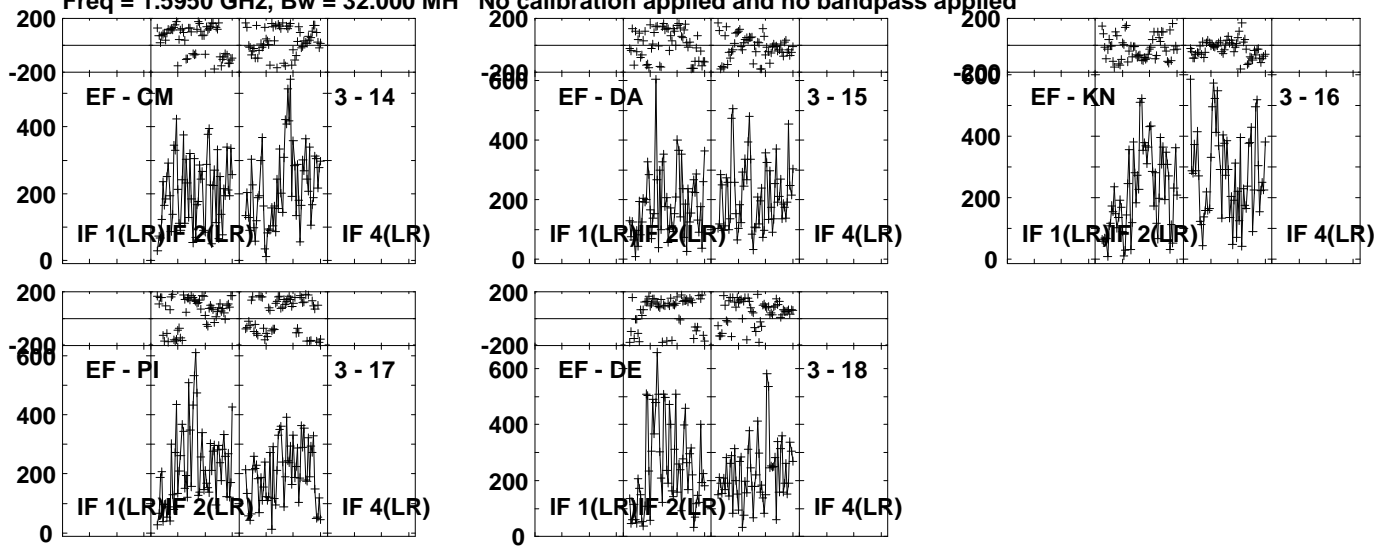 Freq = 1.5950 GHz, Bw = 32.000 MH No calibration applied and no bandpass applied
200
-200
EF - CM 3 - 14
400
200
0
IF 1(LR) IF 2(LR) IF 4(LR)
200
-200
600
EF - DA 3 - 15
400
200
0
IF 1(LR) IF 2(LR) IF 4(LR)
200
-200
600
EF - KN 3 - 16
400
200
0
IF 1(LR) IF 2(LR) IF 4(LR)
200
-200
600
EF - PI 3 - 17
400
200
0
IF 1(LR) IF 2(LR) IF 4(LR)
200
-200
600
EF - DE 3 - 18
400
200
0
IF 1(LR) IF 2(LR) IF 4(LR)